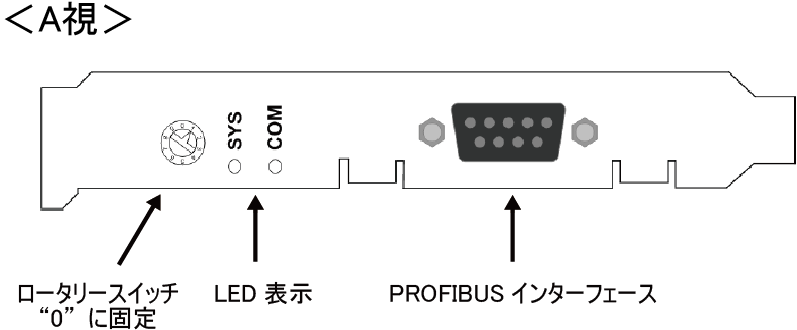 ＜A視＞
SYS
COM
ロータリースイッチ
“0” に固定
LED 表示
PROFIBUS インターフェース